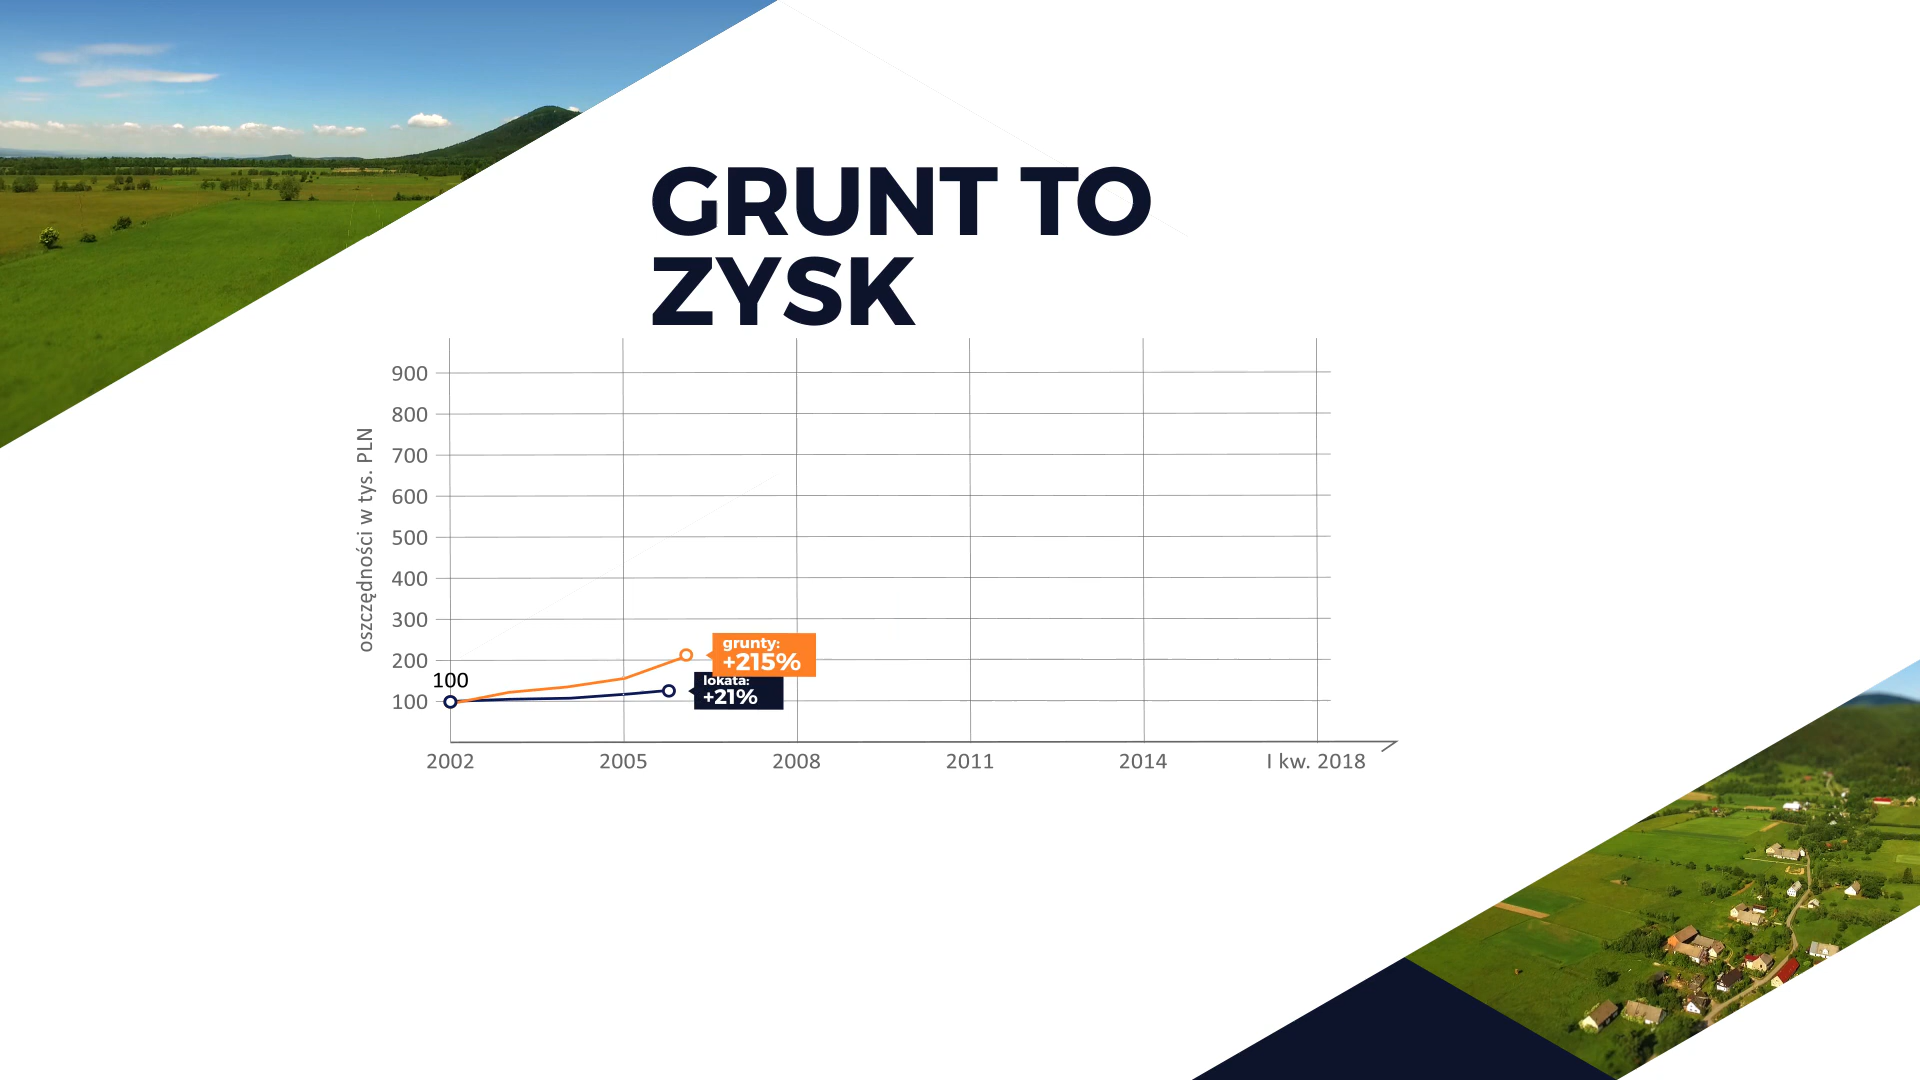 GRUNT TO
ZYSK
oszczędności w tys. PLN
900
800
700
600
500
400
300
200
100
100
grunty:
+215%
lokata:
+21%
2002
2005
2008
2011
2014
I kw. 2018